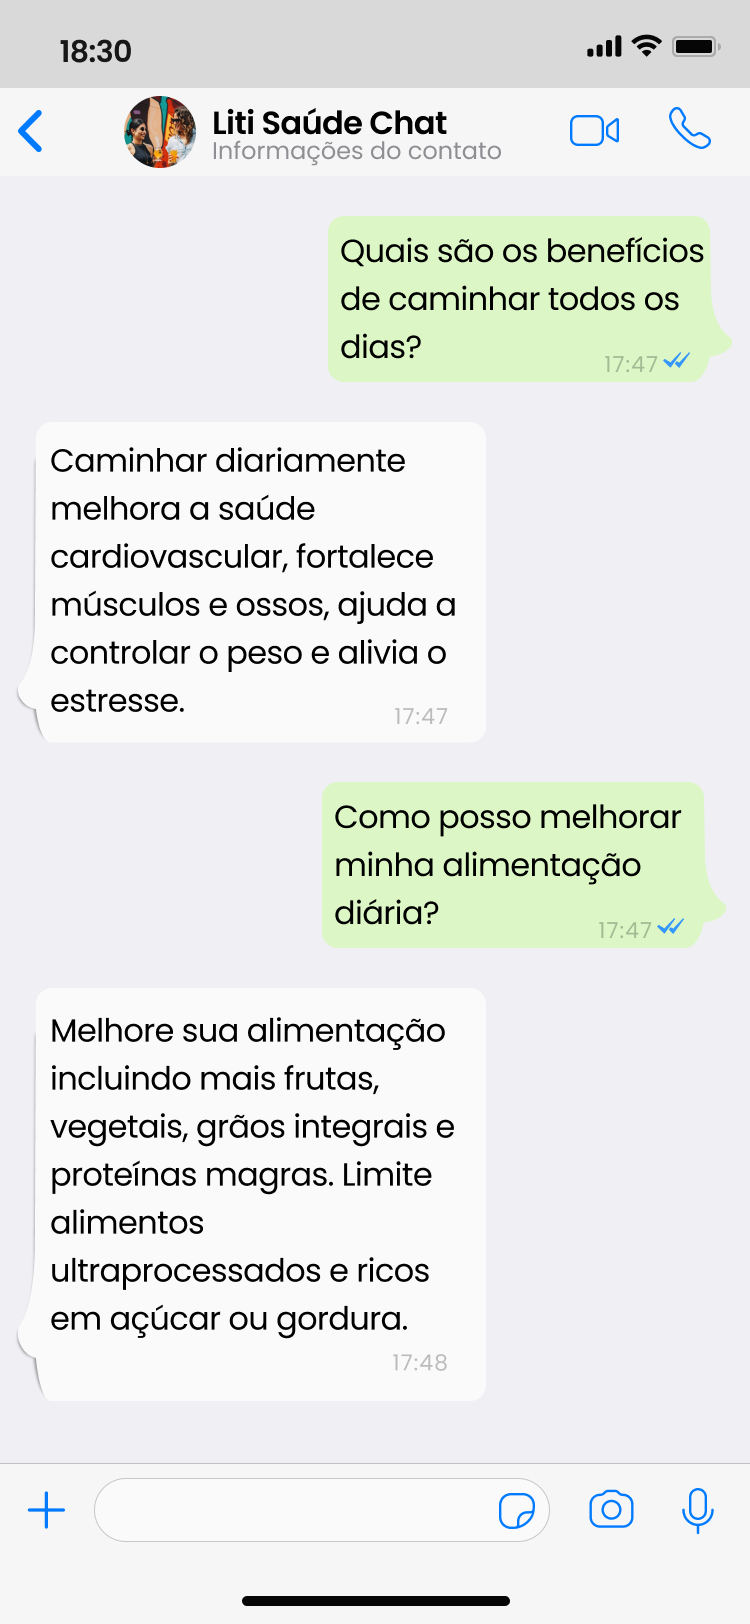 18:30
Liti Saúde Chat
Informações do contato
Quais são os benefícios
de caminhar todos os
dias?
17:47
Caminhar diariamente
melhora a saúde
cardiovascular, fortalece
músculos e ossos, ajuda a
controlar o peso e alivia o
estresse.
17:47
Como posso melhorar
minha alimentação
diária?
17:47
Melhore sua alimentação
incluindo mais frutas,
vegetais, grãos integrais e
proteínas magras. Limite
alimentos
ultraprocessados e ricos
em açúcar ou gordura.
17:48